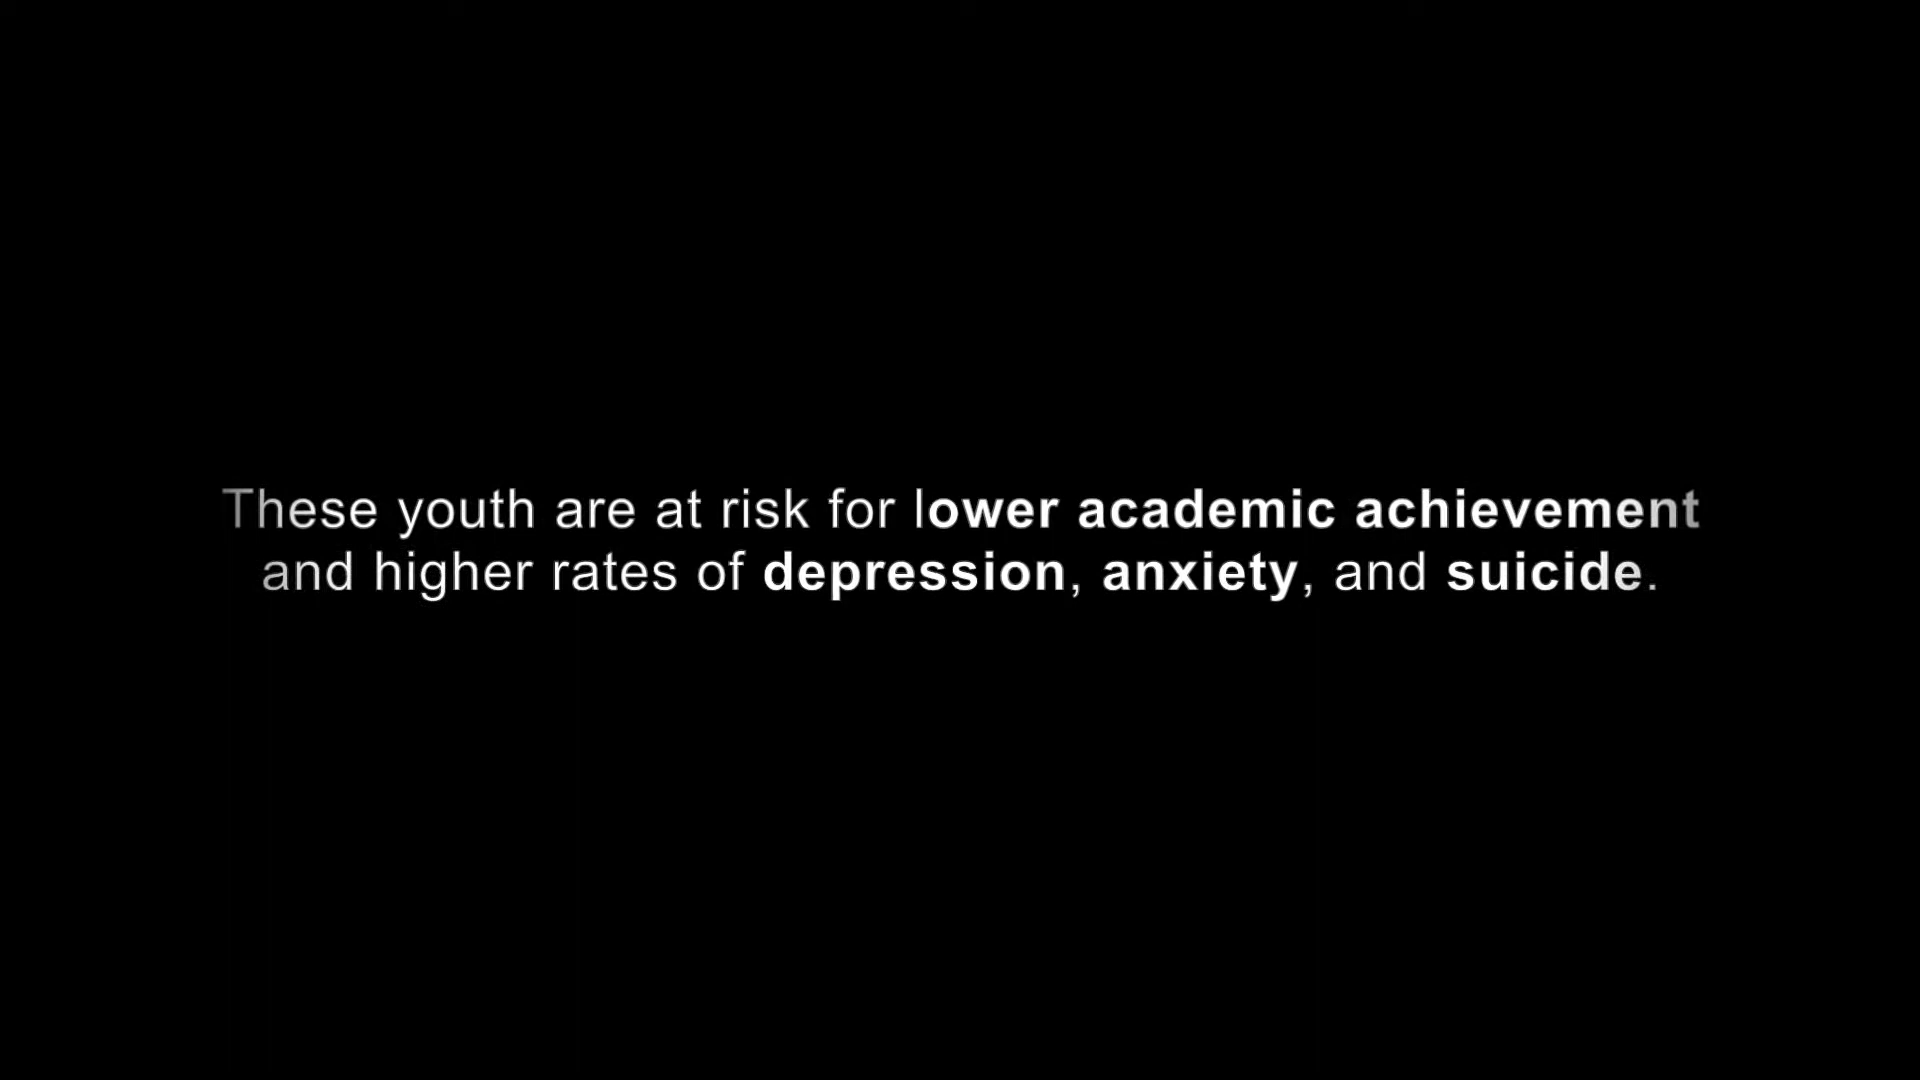 These youth are at risk for lower academic achievement
and higher rates of depression, anxiety, and suicide.